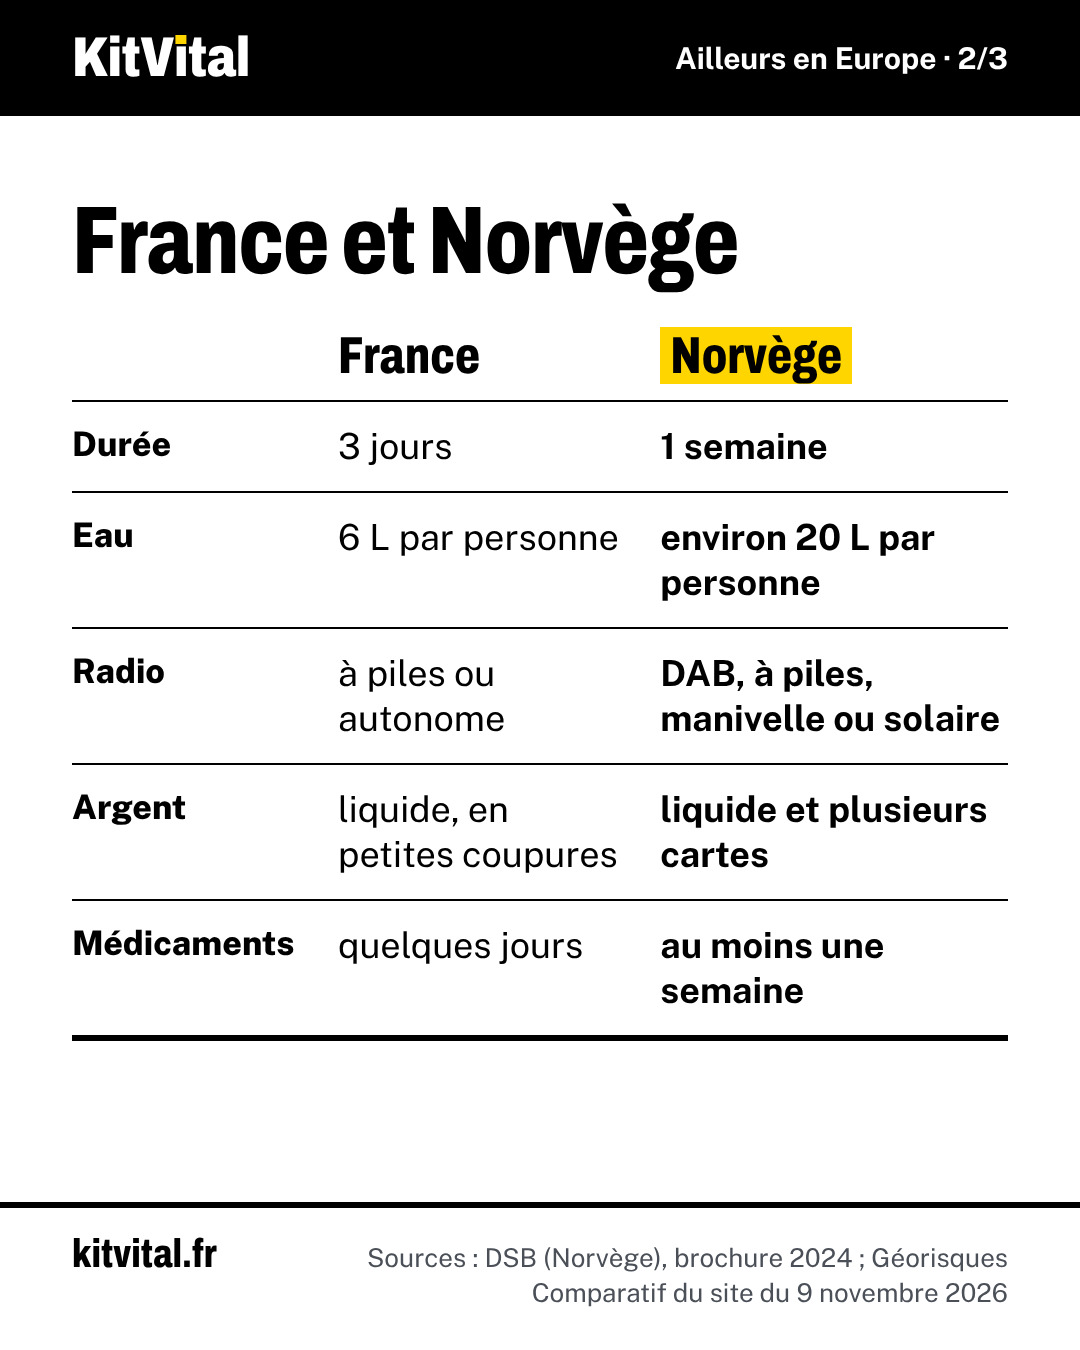 KitVital
Ailleurs en Europe · 2/3
France et Norvège
France
Norvège
Durée
3 jours
1 semaine
Eau
6 L par personne
environ 20 L par
personne
Radio
à piles ou
autonome
DAB, à piles,
manivelle ou solaire
Argent
liquide, en
petites coupures
liquide et plusieurs
cartes
Médicaments
quelques jours
au moins une
semaine
kitvital.fr
Sources : DSB (Norvège), brochure 2024 ; Géorisques
Comparatif du site du 9 novembre 2026